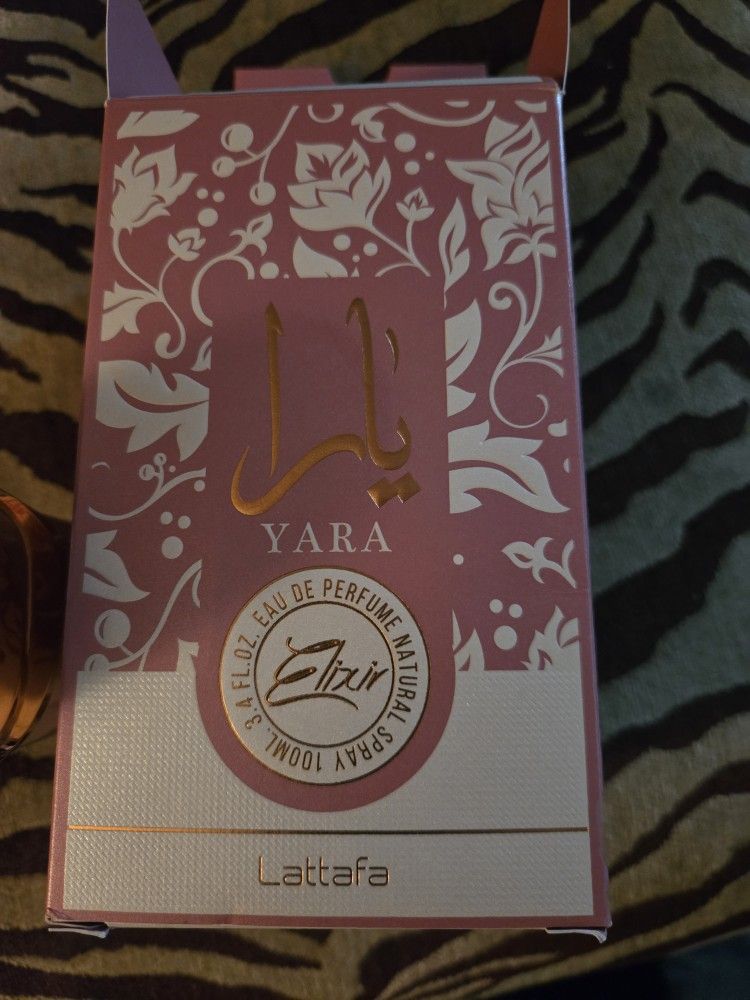 يارا
YARA
EAU DE PERFUME NATURAL SPRAY 100ML. 3.4 FL.OZ.
Elixir
Lattafa